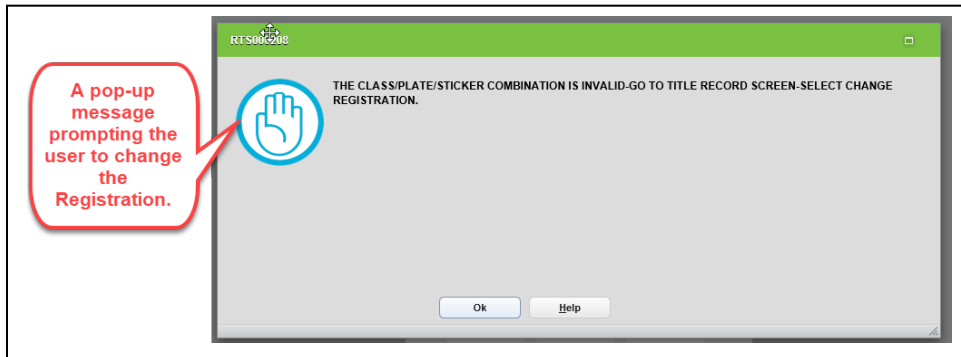 RTS000208
THE CLASS/PLATE/STICKER COMBINATION IS INVALID-GO TO TITLE RECORD SCREEN-SELECT CHANGE
REGISTRATION.
A pop-up
message
prompting the
user to change
the
Registration.
Ok
Help